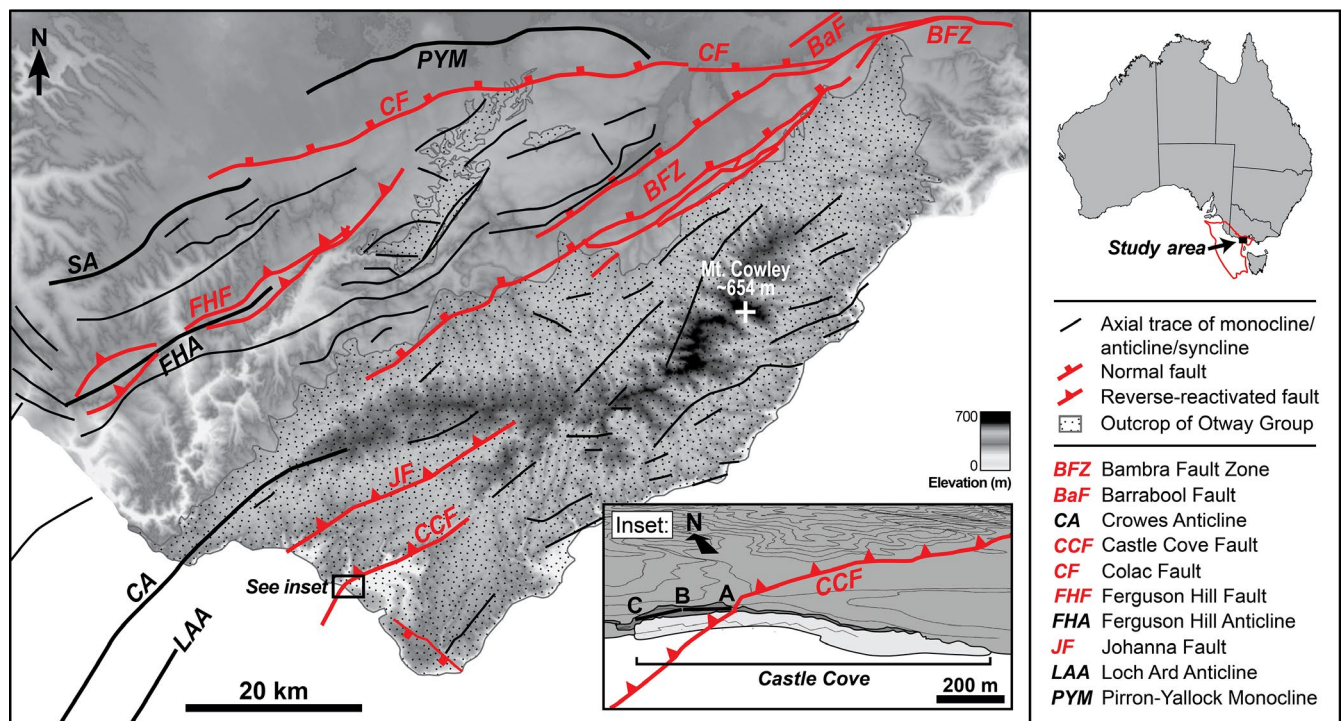 N
PYM
CF
CF
BaF
BFZ
BFZ
SA
FHF
FHA
Mt. Cowley
~654 m
JF
CCF
See inset
CA
LAA
20 km
700
0
Elevation (m)
Inset:
N
CCF
C
B
A
Castle Cove
200 m
Study area
Axial trace of monocline/
anticline/syncline
Normal fault
Reverse-reactivated fault
Outcrop of Otway Group
BFZ Bambra Fault Zone
BaF Barrabool Fault
CA Crowes Anticline
CCF Castle Cove Fault
CF Colac Fault
FHF Ferguson Hill Fault
FHA Ferguson Hill Anticline
JF Johanna Fault
LAA Loch Ard Anticline
PYM Pirron-Yallock Monocline